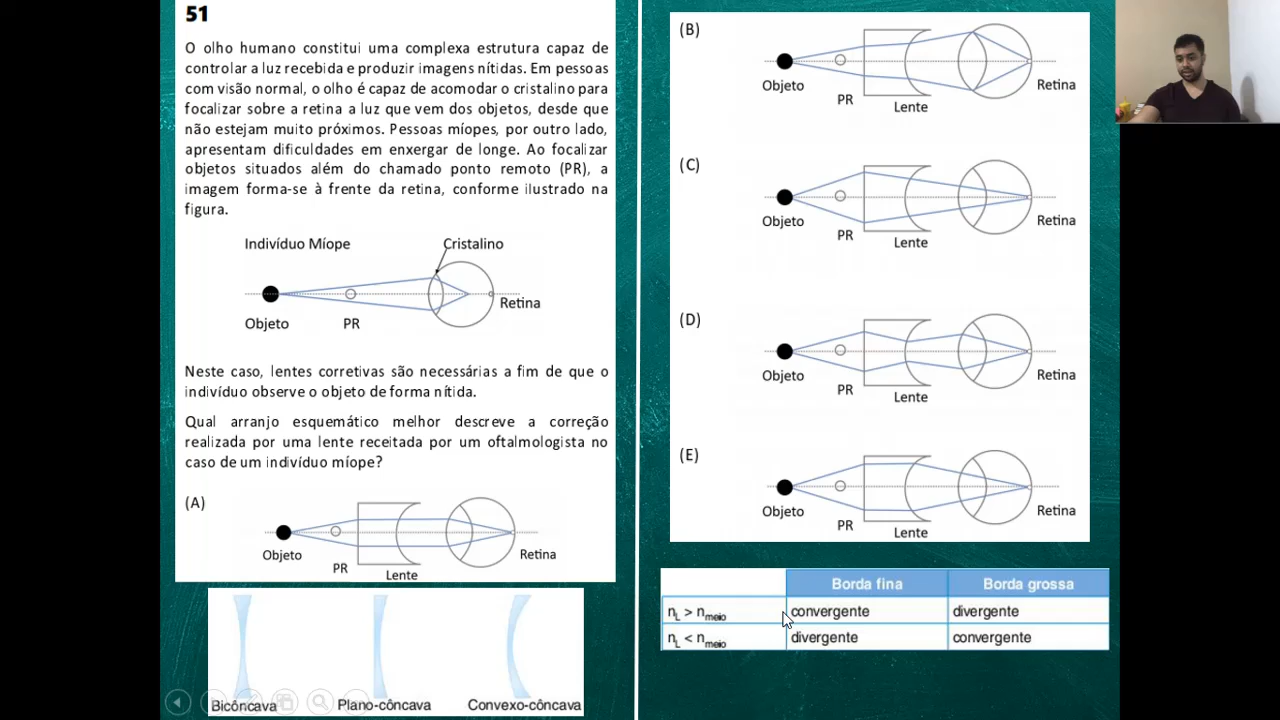 51
O olho humano constitui uma complexa estrutura capaz de
controlar a luz recebida e produzir imagens nítidas. Em pessoas
com visão normal, o olho é capaz de acomodar o cristalino para
focalizar sobre a retina a luz que vem dos objetos, desde que
não estejam muito próximos. Pessoas míopes, por outro lado,
apresentam dificuldades em enxergar de longe. Ao focalizar
objetos situados além do chamado ponto remoto (PR), a
imagem forma-se à frente da retina, conforme ilustrado na
figura.
Indivíduo Míope
Cristalino
Retina
Objeto
PR
Neste caso, lentes corretivas são necessárias a fim de que o
indivíduo observe o objeto de forma nítida.
Qual arranjo esquemático melhor descreve a correção
realizada por uma lente receitada por um oftalmologista no
caso de um indivíduo míope?
(A)
Objeto
PR
Lente
Retina
Bicôncava
Plano-côncava
Convexo-côncava
(B)
Objeto
PR
Lente
Retina
(C)
Objeto
PR
Lente
Retina
(D)
Objeto
PR
Lente
Retina
(E)
Objeto
PR
Lente
Retina
Borda fina Borda grossa
nL > nmeio convergente divergente
nL < nmeio divergente convergente